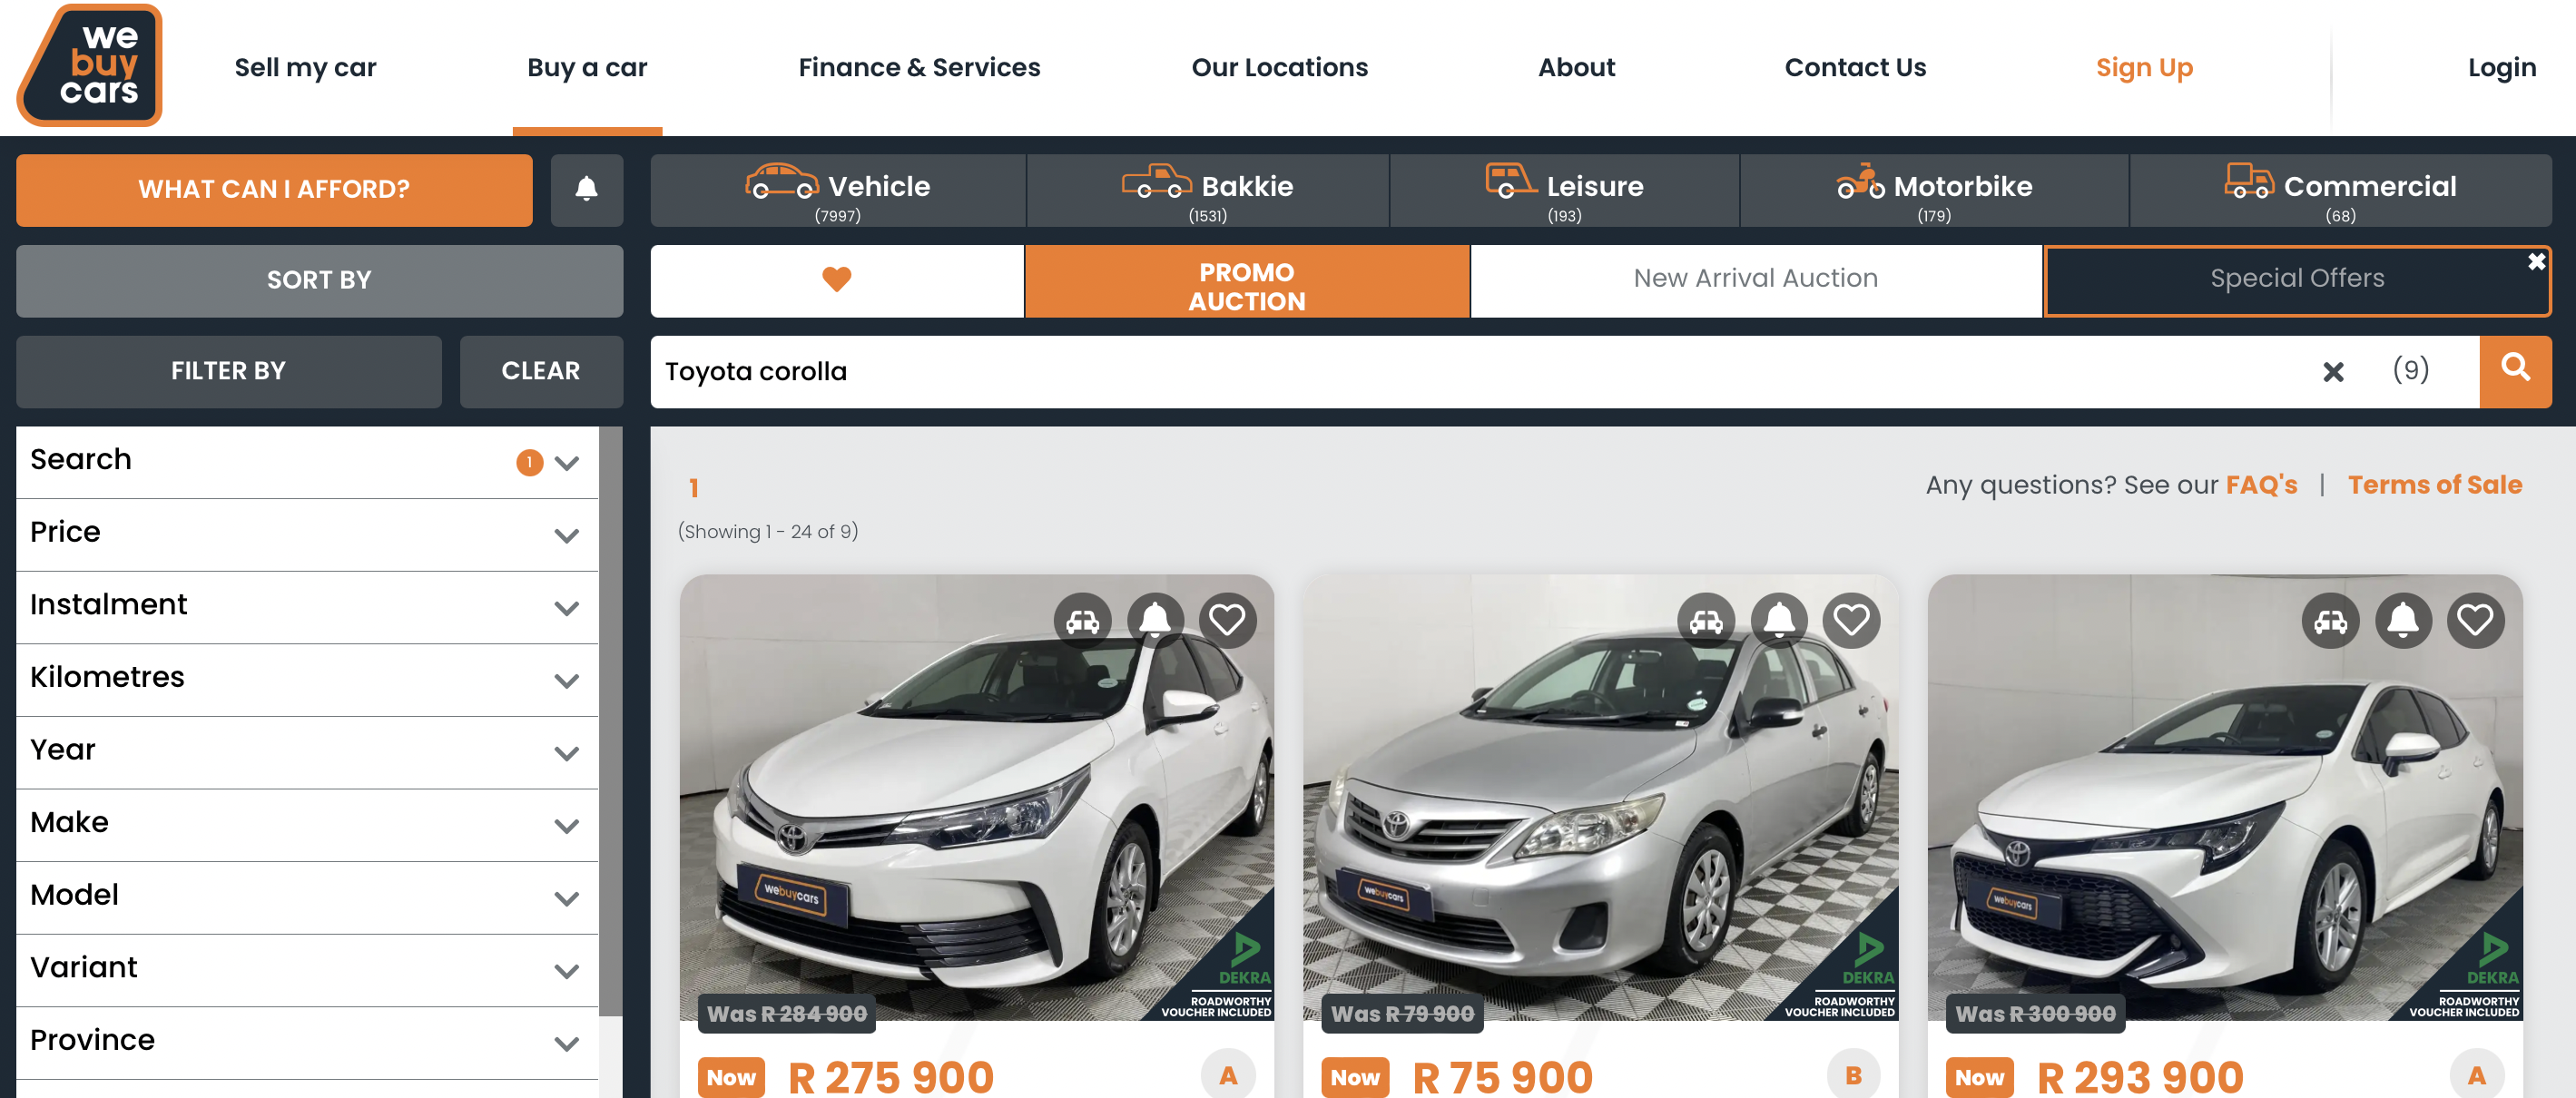 we
buy
cars
Sell my car
Buy a car
Finance & Services
Our Locations
About
Contact Us
Sign Up
Login
WHAT CAN I AFFORD?
Vehicle
(7997)
Bakkie
(1531)
Leisure
(193)
Motorbike
(179)
Commercial
(68)
SORT BY
PROMO
AUCTION
New Arrival Auction
Special Offers
FILTER BY
CLEAR
Toyota corolla
(9)
Search
1
Price
Instalment
Kilometres
Year
Make
Model
Variant
Province
1
(Showing 1 - 24 of 9)
Any questions? See our FAQ's | Terms of Sale
webuycars
DEKRA
ROADWORTHY
VOUCHER INCLUDED
Was R 284 900
Now R 275 900
A
webuycars
DEKRA
ROADWORTHY
VOUCHER INCLUDED
Was R 79 900
Now R 75 900
B
webuycars
DEKRA
ROADWORTHY
VOUCHER INCLUDED
Was R 300 900
Now R 293 900
A